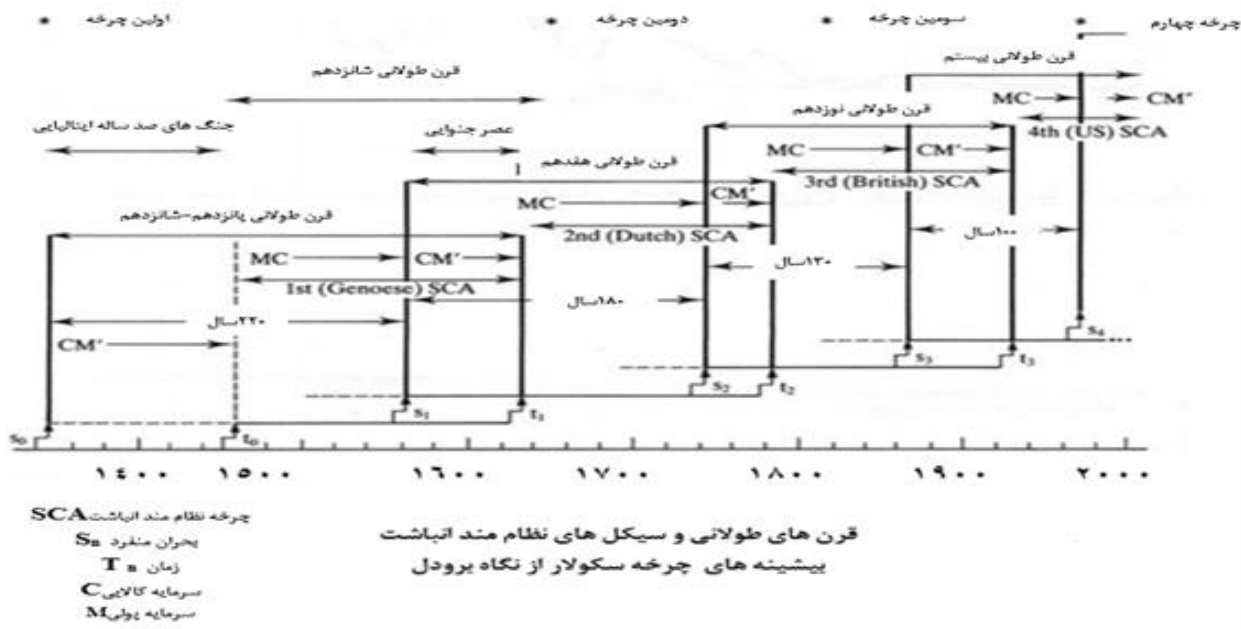 * اولین چرخه * دومین چرخه * سومین چرخه * چرخه چهارم
قرن طولانی بیستم
قرن طولانی شانزدهم
MC CM'
قرن طولانی نوزدهم
4th (US) SCA
جنگ های صد ساله ایتالیایی
عصر جنوایی
MC CM'
قرن طولانی هفدهم
3rd (British) SCA
MC CM'
قرن طولانی پانزدهم-شانزدهم
2nd (Dutch) SCA
۱۰۰سال
MC CM'
۱۳۰سال
1st (Genoese) SCA
۱۸۰سال
۲۲۰سال
CM'
S₄
S₃ t₃
S₂ t₂
S₁ t₁
S₀ t₀
۱۴۰۰ ۱۵۰۰ ۱۶۰۰ ۱۷۰۰ ۱۸۰۰ ۱۹۰۰ ۲۰۰۰
چرخه نظام مند انباشت SCA
بحران منفرد Sn
زمان Tn
سرمایه کالایی C
سرمایه پولی M
قرن های طولانی و سیکل های نظام مند انباشت
پیشینه های چرخه سکولار از نگاه برودل